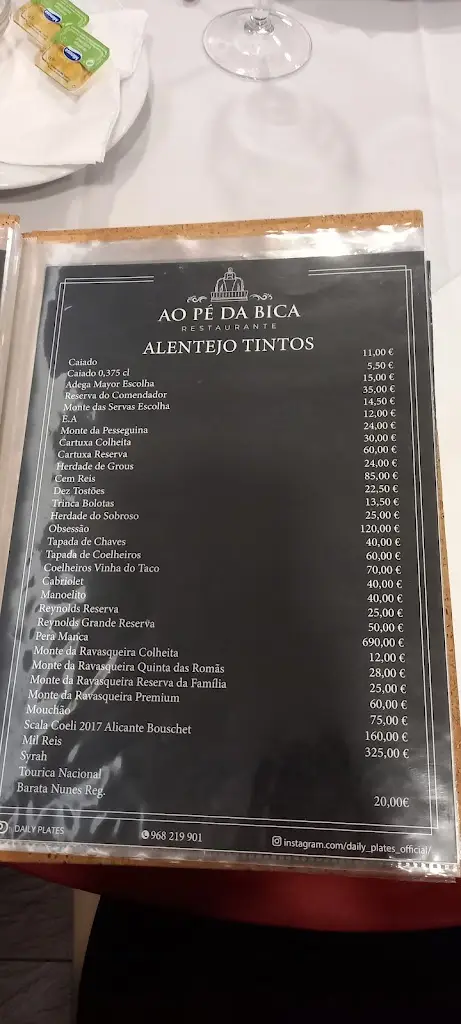 AO PÉ DA BICA
RESTAURANTE
ALENTEJO TINTOS
Caiado 11,00 €
Caiado 0,375 cl 5,50 €
Adega Mayor Escolha 15,00 €
Reserva do Comendador 35,00 €
Monte das Servas Escolha 14,50 €
E.A 12,00 €
Monte da Pesseguina 24,00 €
Cartuxa Colheita 30,00 €
Cartuxa Reserva 60,00 €
Herdade de Grous 24,00 €
Cem Reis 85,00 €
Dez Tostões 22,50 €
Trinca Bolotas 13,50 €
Herdade do Sobroso 25,00 €
Obsessão 120,00 €
Tapada de Chaves 40,00 €
Tapada de Coelheiros 60,00 €
Coelheiros Vinha do Taco 70,00 €
Cabriolet 40,00 €
Manoelito 40,00 €
Reynolds Reserva 25,00 €
Reynolds Grande Reserva 50,00 €
Pera Manca 690,00 €
Monte da Ravasqueira Colheita 12,00 €
Monte da Ravasqueira Quinta das Romãs 28,00 €
Monte da Ravasqueira Reserva da Família 25,00 €
Monte da Ravasqueira Premium 60,00 €
Mouchão 75,00 €
Scala Coeli 2017 Alicante Bouschet 160,00 €
Mil Reis 325,00 €
Syrah
Tourica Nacional
Barata Nunes Reg. 20,00€
DAILY PLATES 968 219 901 instagram.com/daily_plates_official/